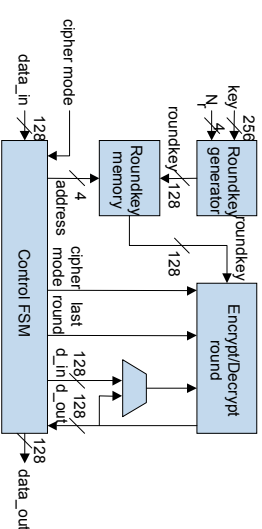 key
256
N_r
4
Roundkey
generator
roundkey
128
Roundkey
memory
roundkey
128
Encrypt/Decrypt
round
cipher mode
data_in
128
4
address
cipher
mode
last
round
d_in
128
d_out
128
Control FSM
128
data_out